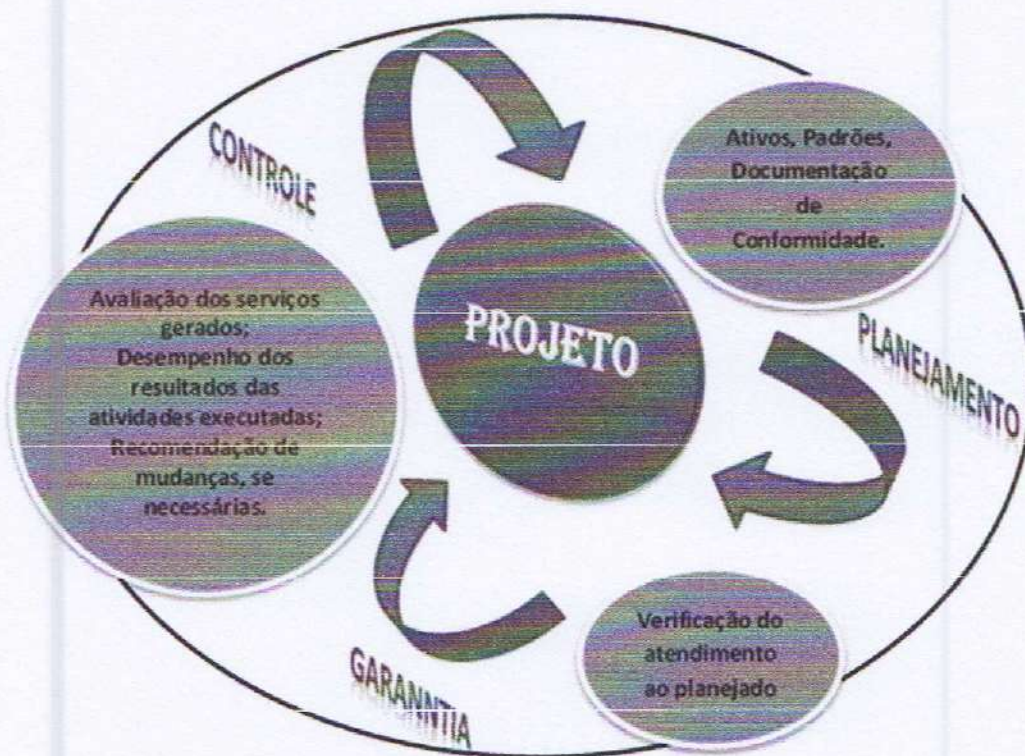 CONTROLE
Ativos, Padrões,
Documentação
de
Conformidade.
Avaliação dos serviços
gerados;
Desempenho dos
resultados das
atividades executadas;
Recomendação de
mudanças, se
necessárias.
PROJETO
PLANEJAMENTO
Verificação do
atendimento
ao planejado
GARANNTIA